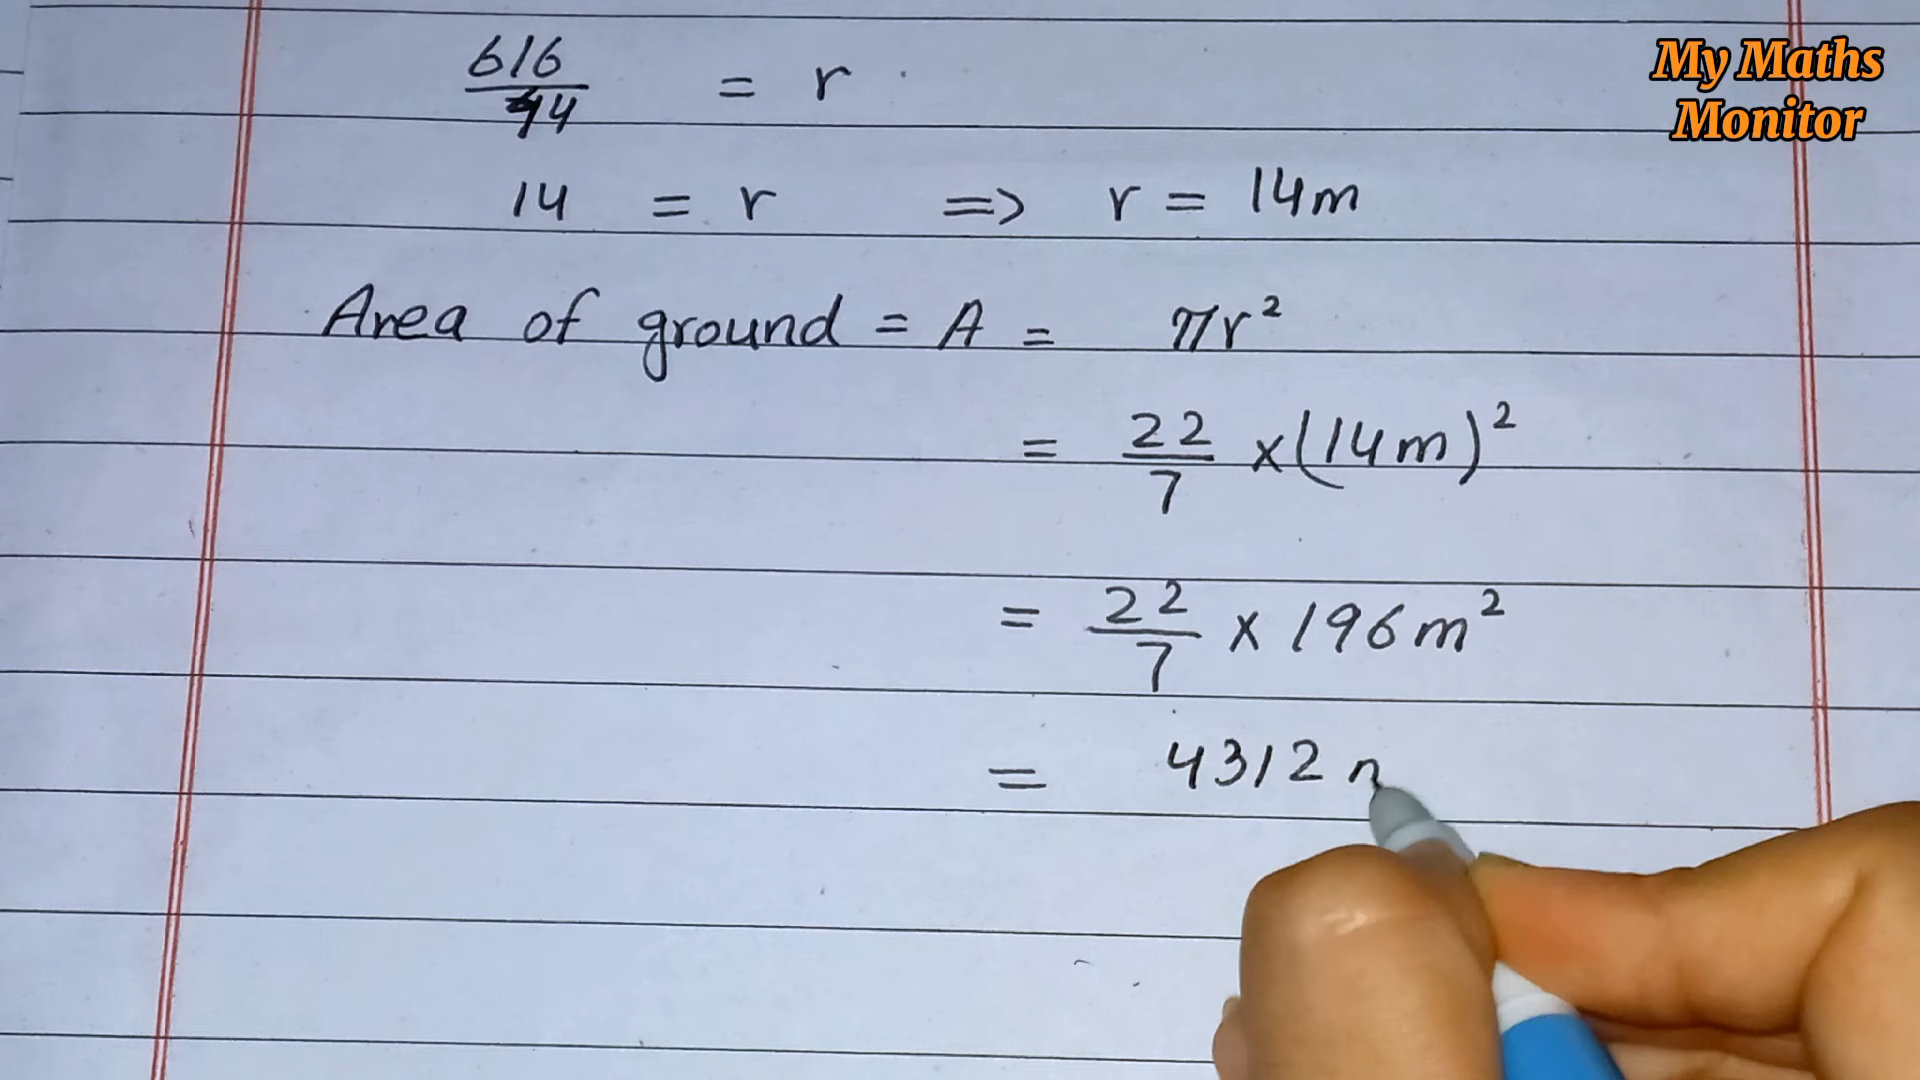 My Maths
Monitor
616/44 = r
14 = r => r = 14m
Area of ground = A = πr²
= 22/7 × (14m)²
= 22/7 × 196m²
= 4312